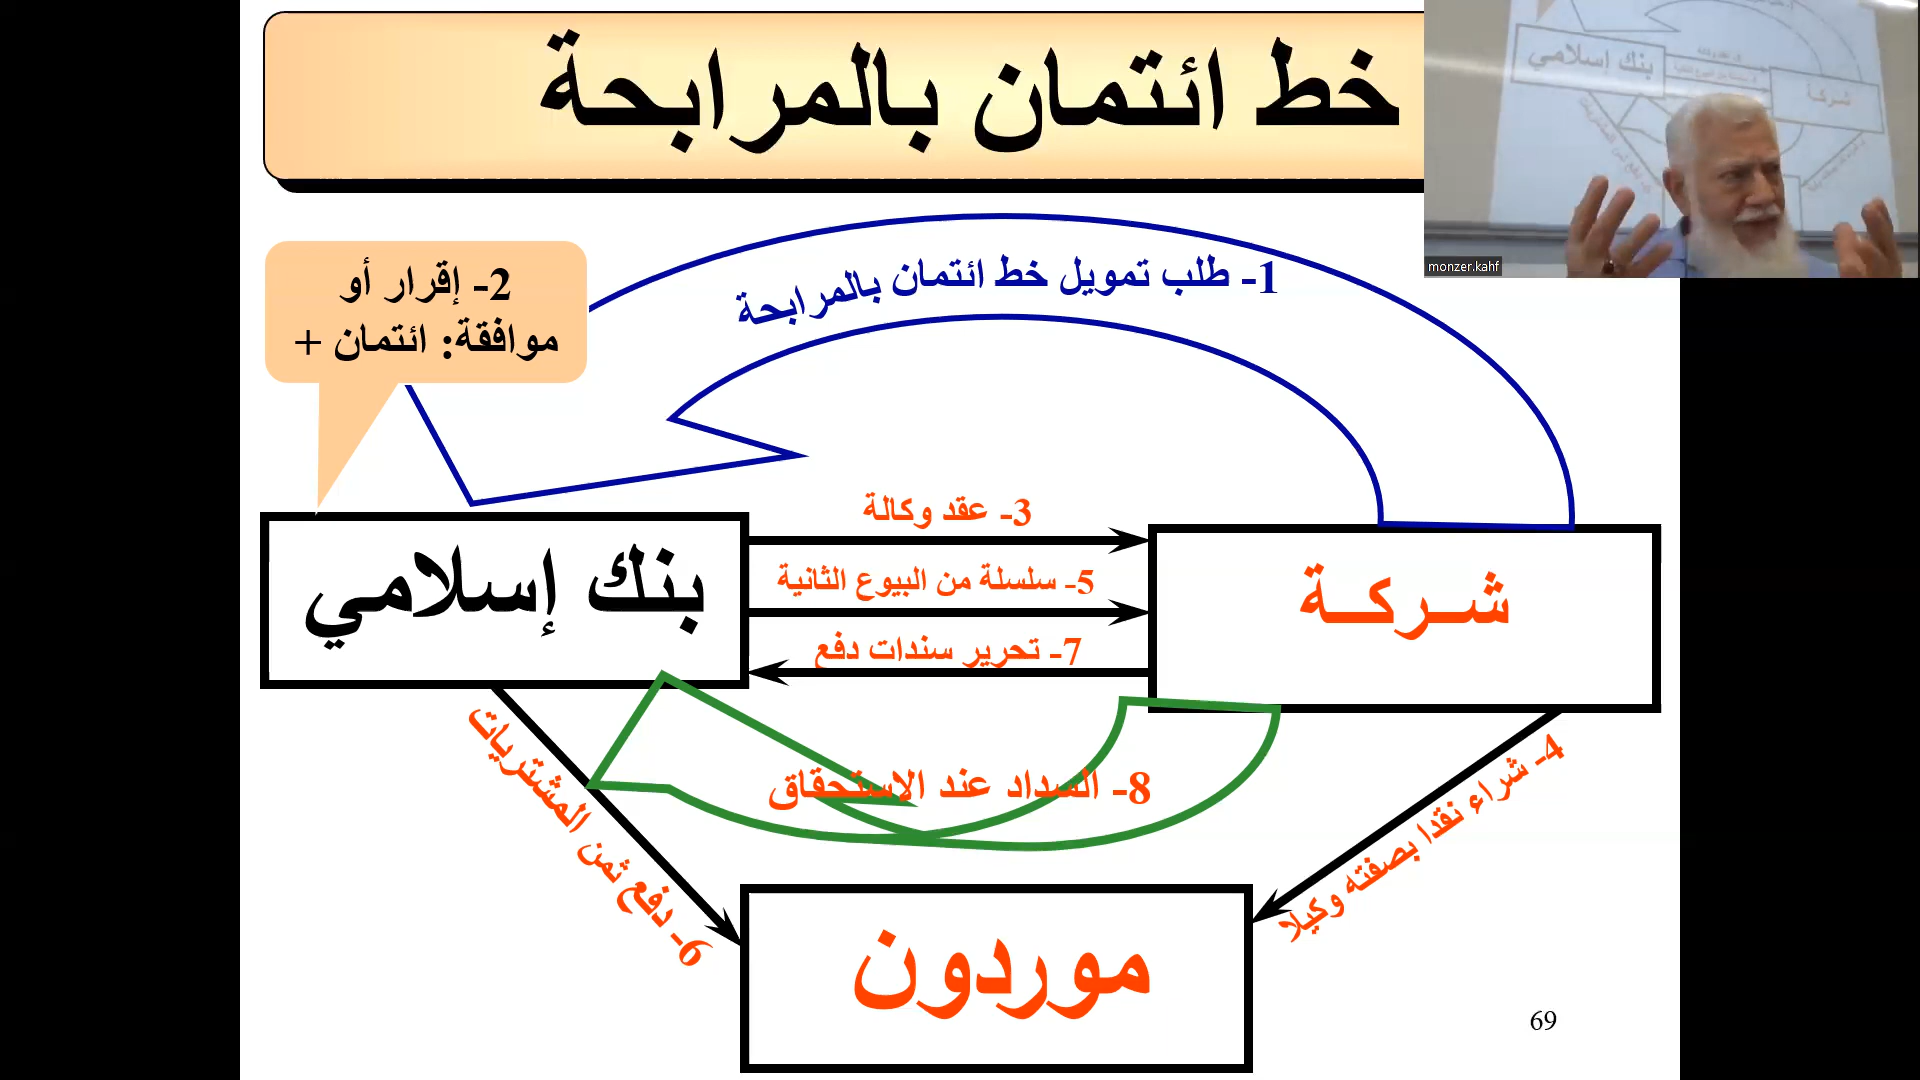 خط ائتمان بالمرابحة
monzer.kahf
بنك إسلامي
شركة
1- طلب تمويل خط ائتمان بالمرابحة
2- إقرار أو
موافقة: ائتمان +
3- عقد وكالة
5- سلسلة من البيوع الثانية
7- تحرير سندات دفع
بنك إسلامي
شــركــة
4- شراء نقدا بصفته وكيلا
6- دفع ثمن المشتريات
8- السداد عند الاستحقاق
موردون
69